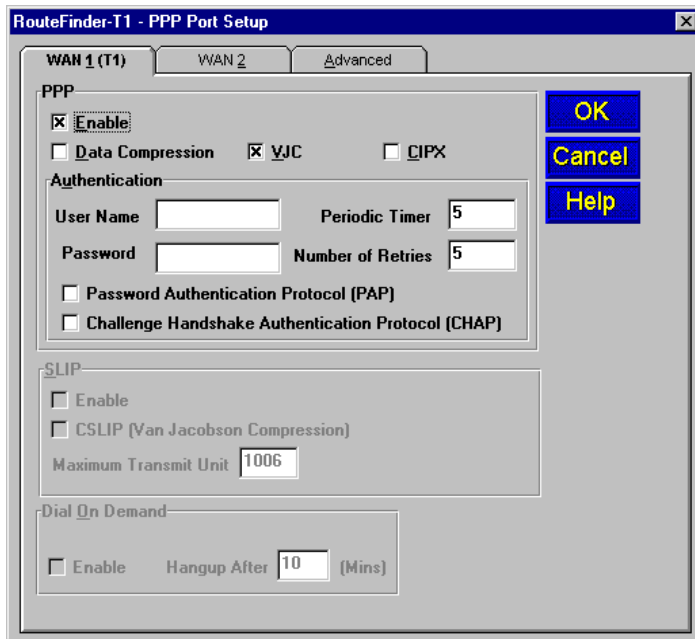 RouteFinder-T1 - PPP Port Setup
WAN 1 (T1) WAN 2 Advanced
PPP
Enable
Data Compression VJC CIPX
Authentication
User Name Periodic Timer 5
Password Number of Retries 5
Password Authentication Protocol (PAP)
Challenge Handshake Authentication Protocol (CHAP)
SLIP
Enable
CSLIP (Van Jacobson Compression)
Maximum Transmit Unit 1006
Dial On Demand
Enable Hangup After 10 (Mins)
OK
Cancel
Help